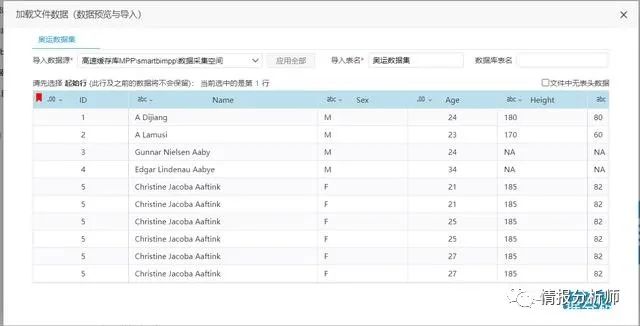 加载文件数据（数据预览与导入）
奥运数据集
导入数据源* 高速缓存库MPP\smartbimpp\数据采集空间 应用全部 导入表名* 奥运数据集 数据库表名
请先选择 起始行 (此行及之前的数据将不会保留)： 当前选中的是第 1 行 文件中无表头数据
.00 ID abc Name abc Sex .00 Age abc Height abc
1 A Dijiang M 24 180 80
2 A Lamusi M 23 170 60
3 Gunnar Nielsen Aaby M 24 NA NA
4 Edgar Lindenau Aabye M 34 NA NA
5 Christine Jacoba Aaftink F 21 185 82
5 Christine Jacoba Aaftink F 21 185 82
5 Christine Jacoba Aaftink F 25 185 82
5 Christine Jacoba Aaftink F 25 185 82
5 Christine Jacoba Aaftink F 27 185 82
5 Christine Jacoba Aaftink F 27 185 82
情报分析师